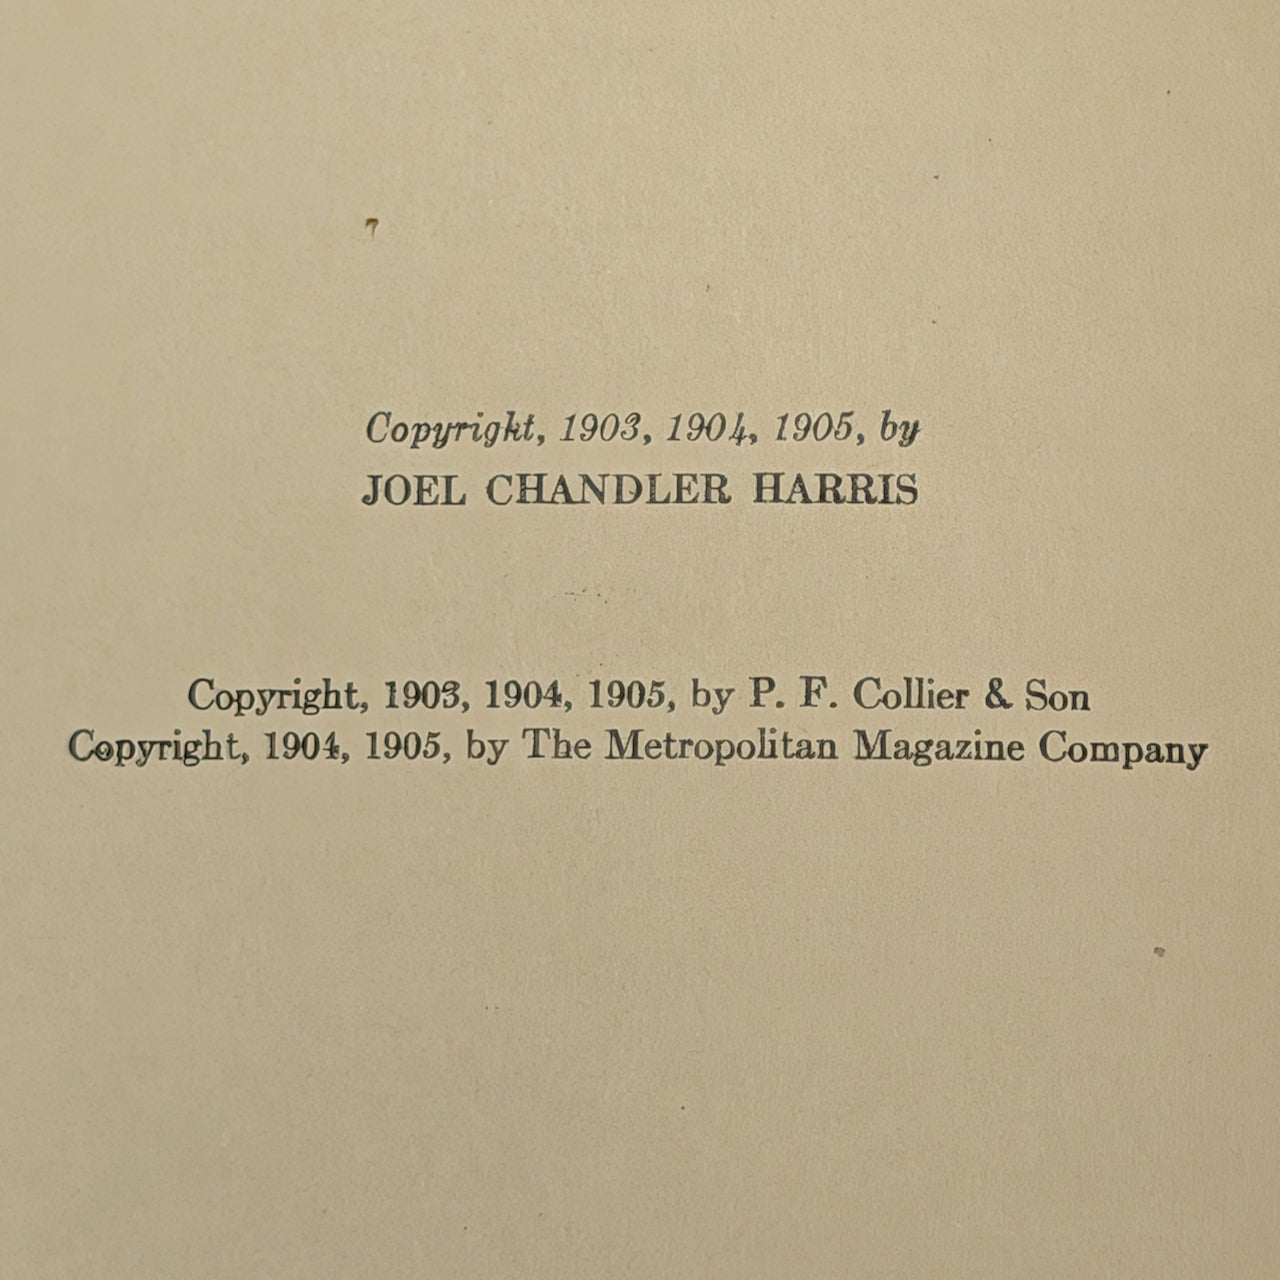 Copyright, 1903, 1904, 1905, by
JOEL CHANDLER HARRIS
Copyright, 1903, 1904, 1905, by P. F. Collier & Son
Copyright, 1904, 1905, by The Metropolitan Magazine Company